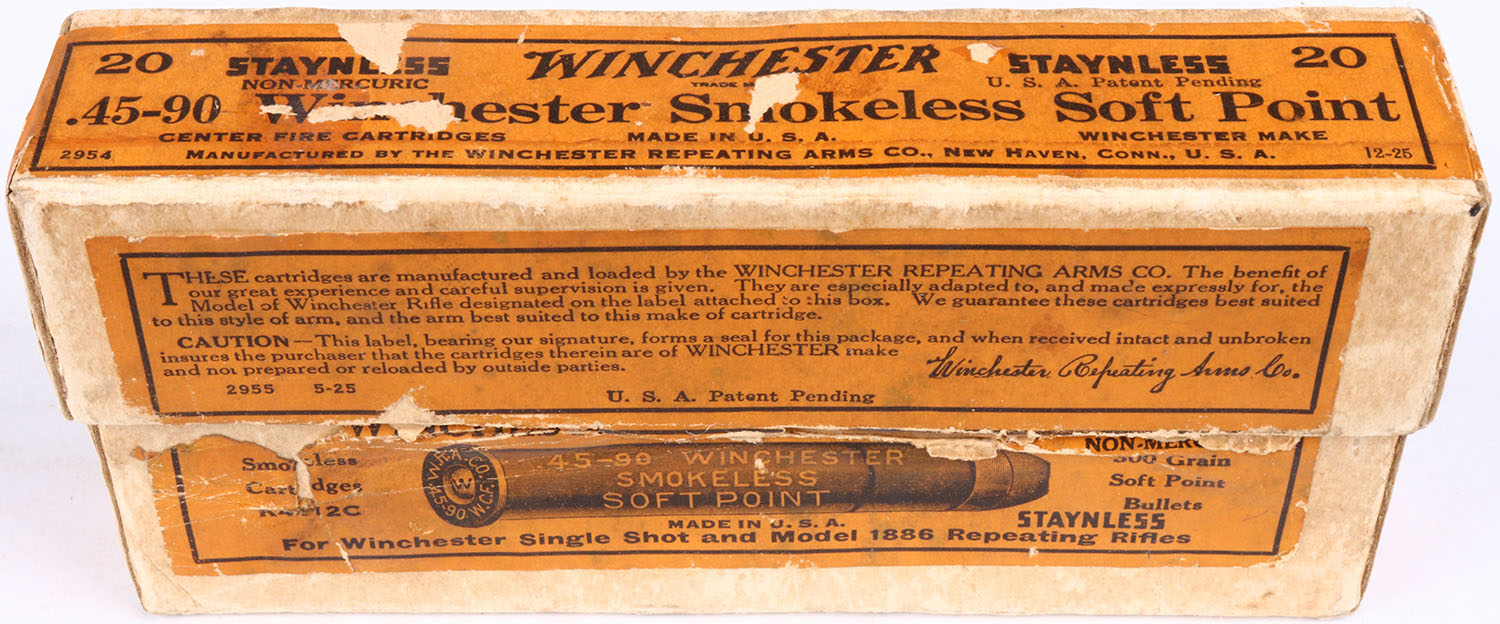 20 STAYNLESS WINCHESTER STAYNLESS 20
NON-MERCURIC TRADE U. S. A. Patent Pending
.45-90 Winchester Smokeless Soft Point
CENTER FIRE CARTRIDGES MADE IN U. S. A. WINCHESTER MAKE
2954 MANUFACTURED BY THE WINCHESTER REPEATING ARMS CO., NEW HAVEN, CONN., U. S. A. 12-25
THESE cartridges are manufactured and loaded by the WINCHESTER REPEATING ARMS CO. The benefit of
our great experience and careful supervision is given. They are especially adapted to, and made expressly for, the
Model of Winchester Rifle designated on the label attached to this box. We guarantee these cartridges best suited
to this style of arm, and the arm best suited to this make of cartridge.
CAUTION—This label, bearing our signature, forms a seal for this package, and when received intact and unbroken
insures the purchaser that the cartridges therein are of WINCHESTER make
and not prepared or reloaded by outside parties.
Winchester Repeating Arms Co.
2955 5-25
U. S. A. Patent Pending
Smokeless
Cartridges
W.R.A.CO.
W
45-90 W.C.F.
45-90 WINCHESTER
SMOKELESS
SOFT POINT
300 Grain
Soft Point
Bullets
STAYNLESS
MADE IN U.S.A.
For Winchester Single Shot and Model 1886 Repeating Rifles